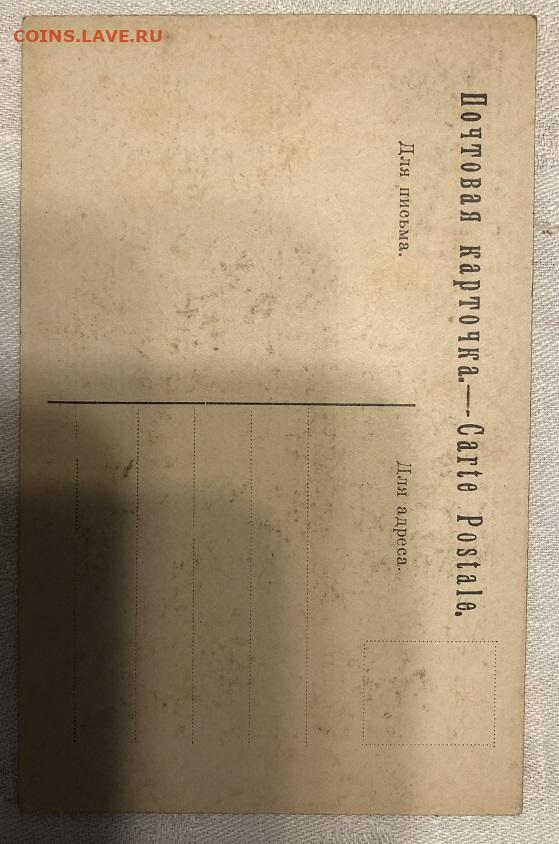 COINS.LAVE.RU
Почтовая карточка.—Carte Postale.
Для письма.
Для адреса.